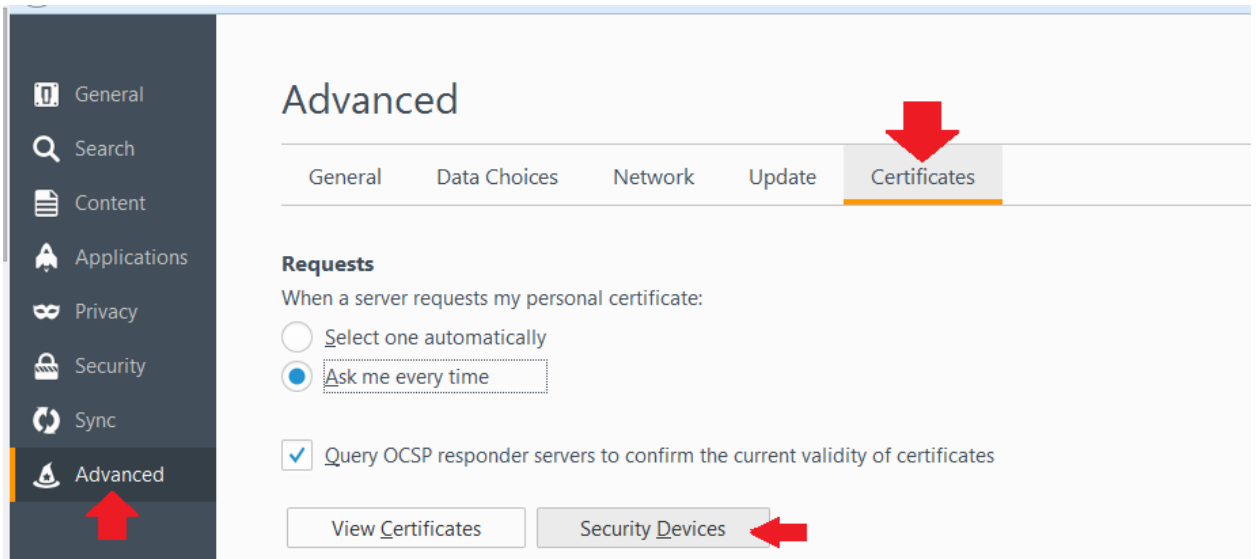 General
Search
Content
Applications
Privacy
Security
Sync
Advanced
Advanced
General Data Choices Network Update Certificates
Requests
When a server requests my personal certificate:
Select one automatically
Ask me every time
Query OCSP responder servers to confirm the current validity of certificates
View Certificates Security Devices